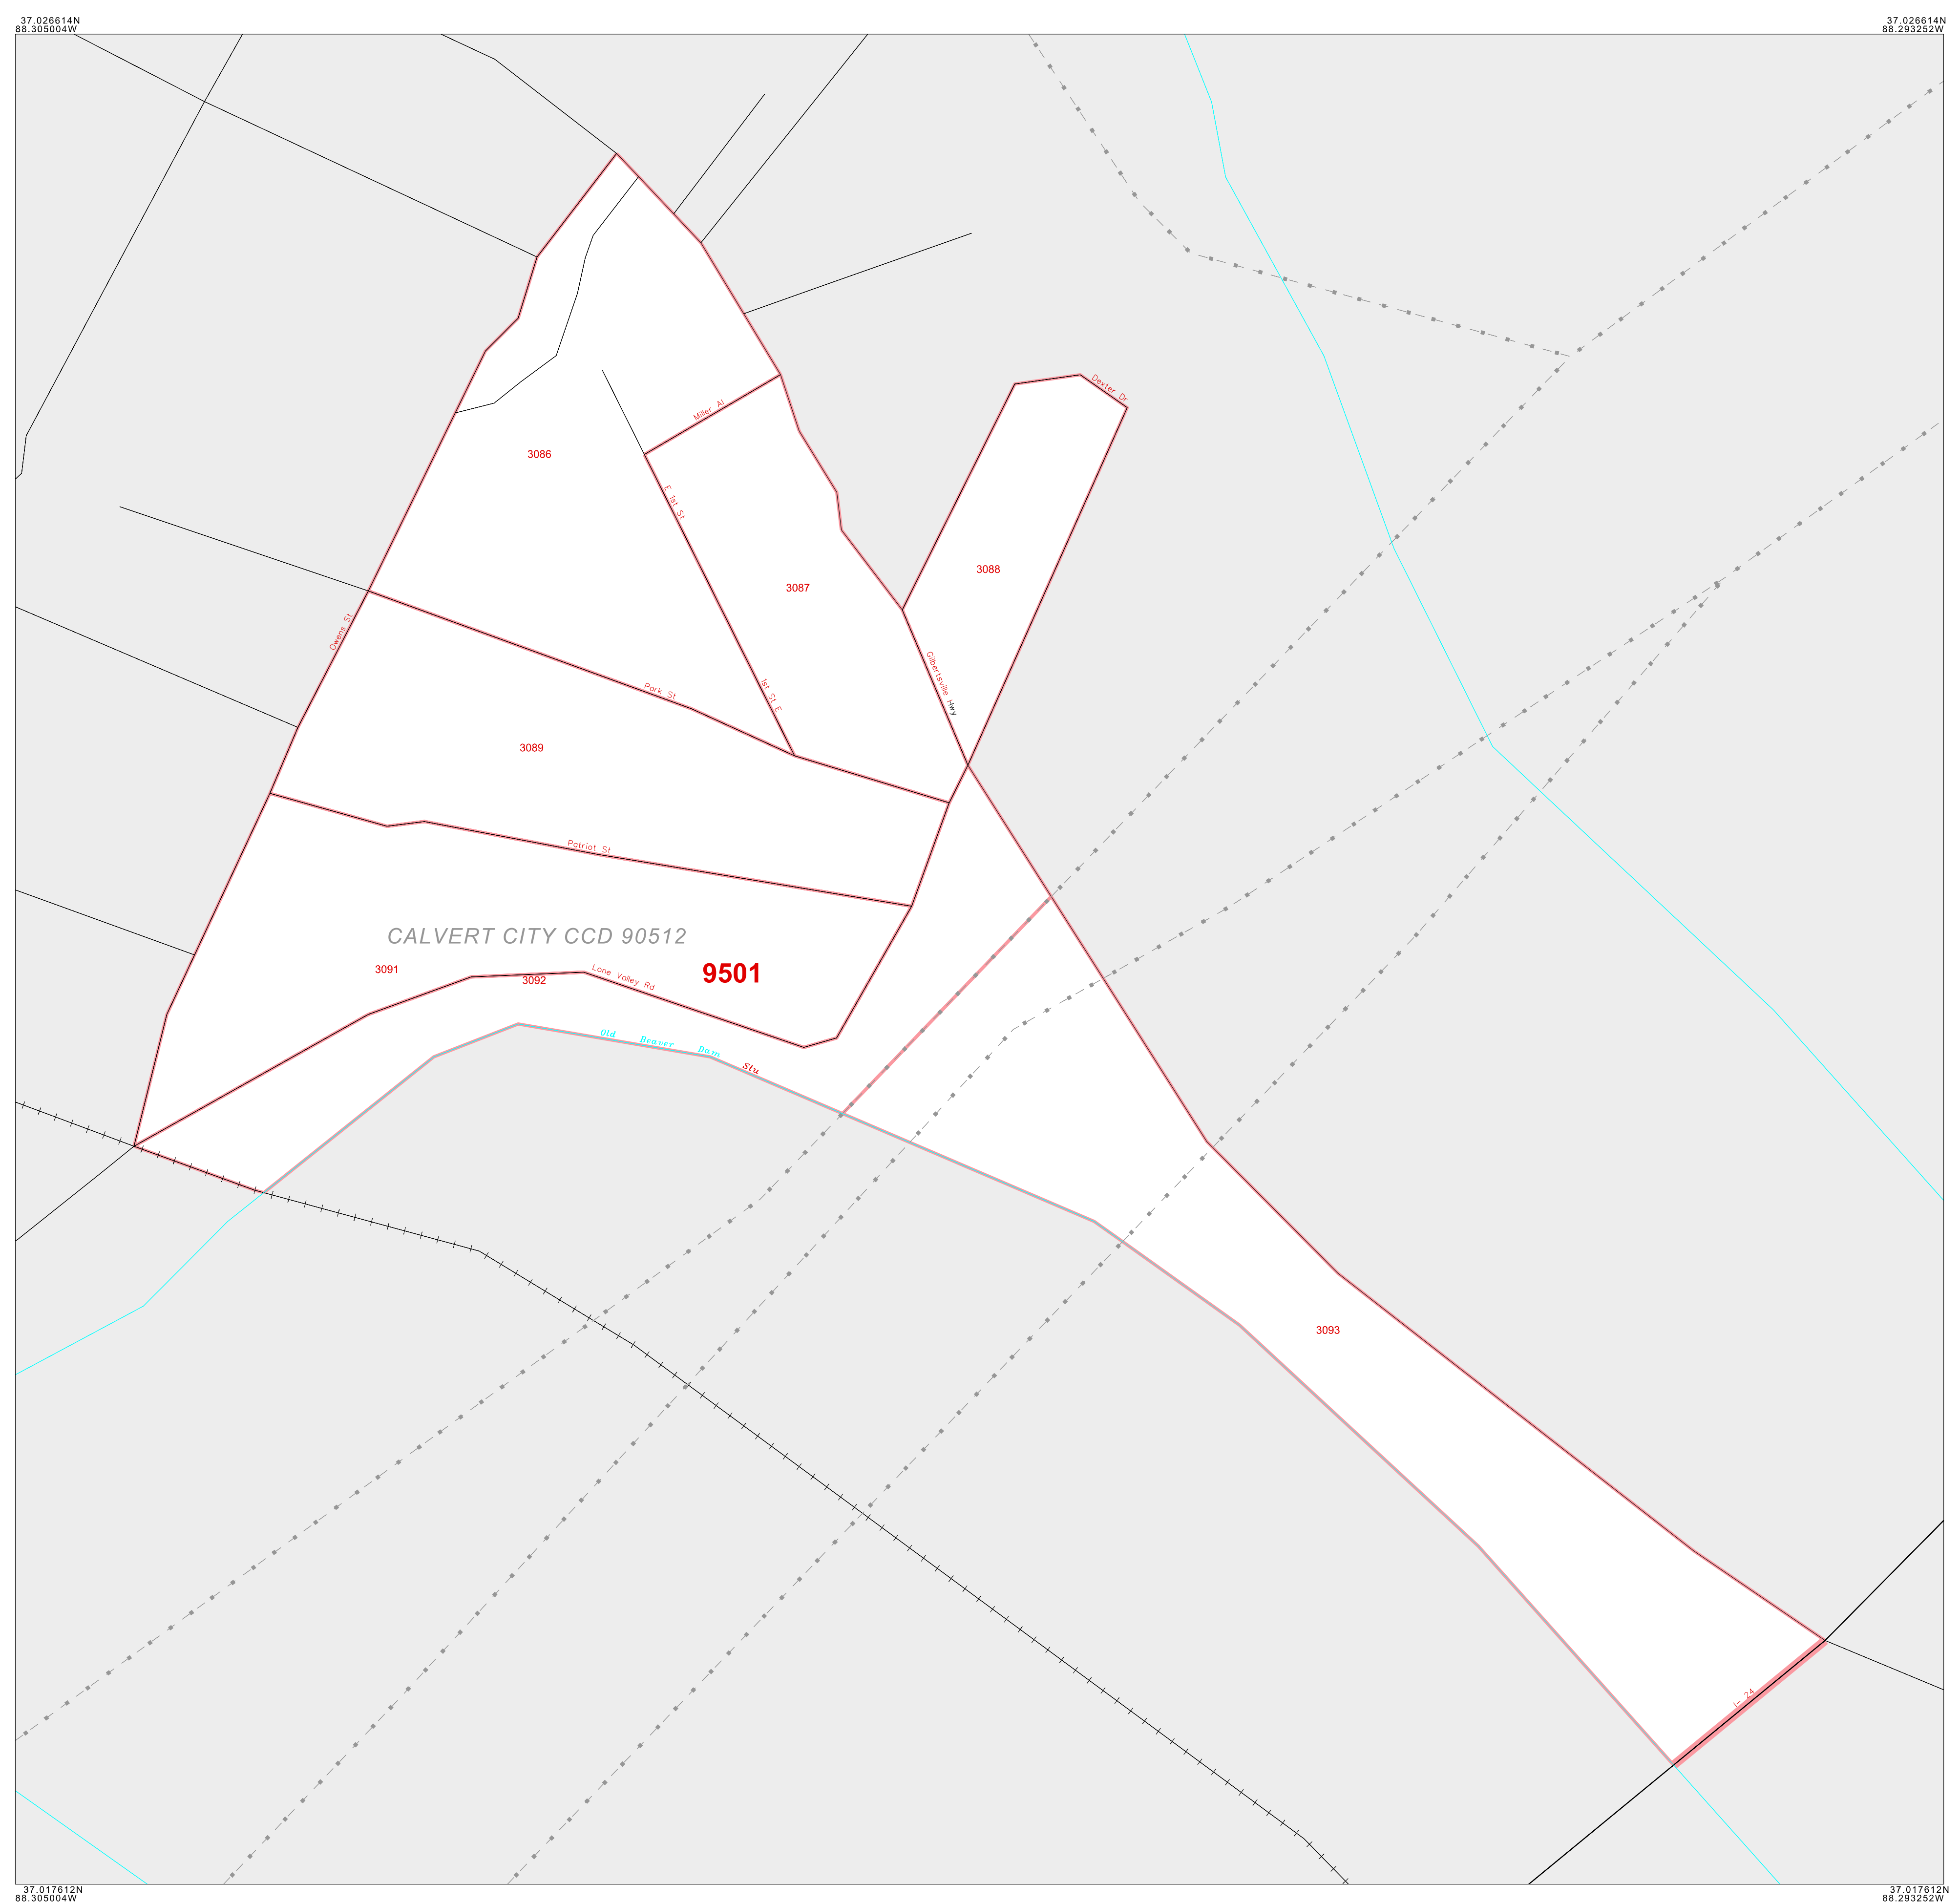 37.026614N
88.305004W
37.026614N
88.293252W
Dexter Dr
Miller Al
3086
E 1st St
3088
3087
Owens St
Gilbertsville Hwy
Park St
1st St E
3089
Patriot St
CALVERT CITY CCD 90512
3091
9501
Lone Valley Rd
3092
Old Beaver Dam Slu
3093
I- 24
37.017612N
88.305004W
37.017612N
88.293252W